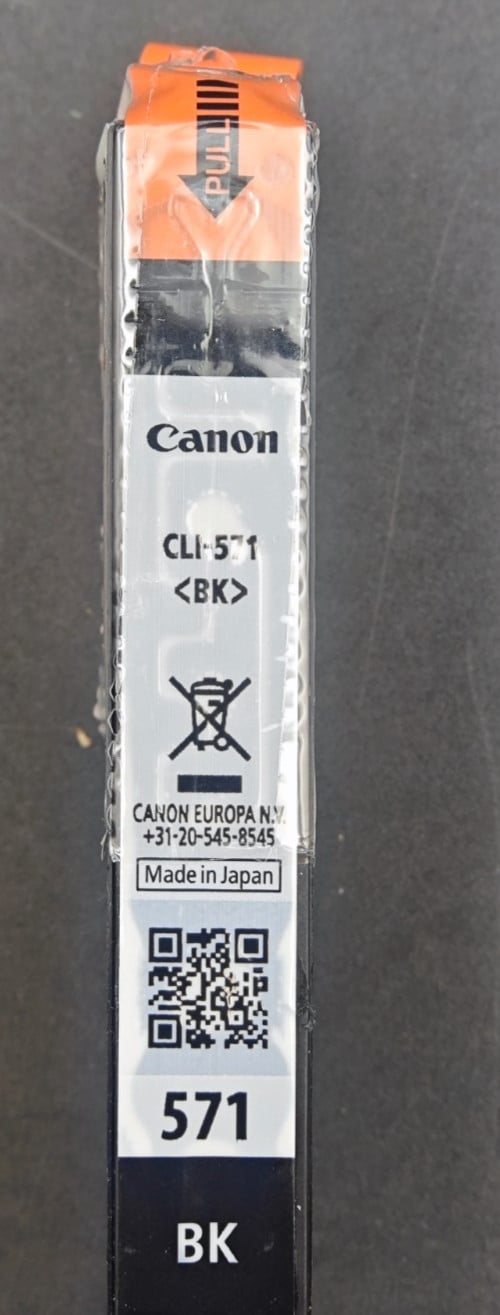 PULL
Canon
CLI-571
<BK>
CANON EUROPA N.V.
+31-20-545-8545
Made in Japan
571
BK